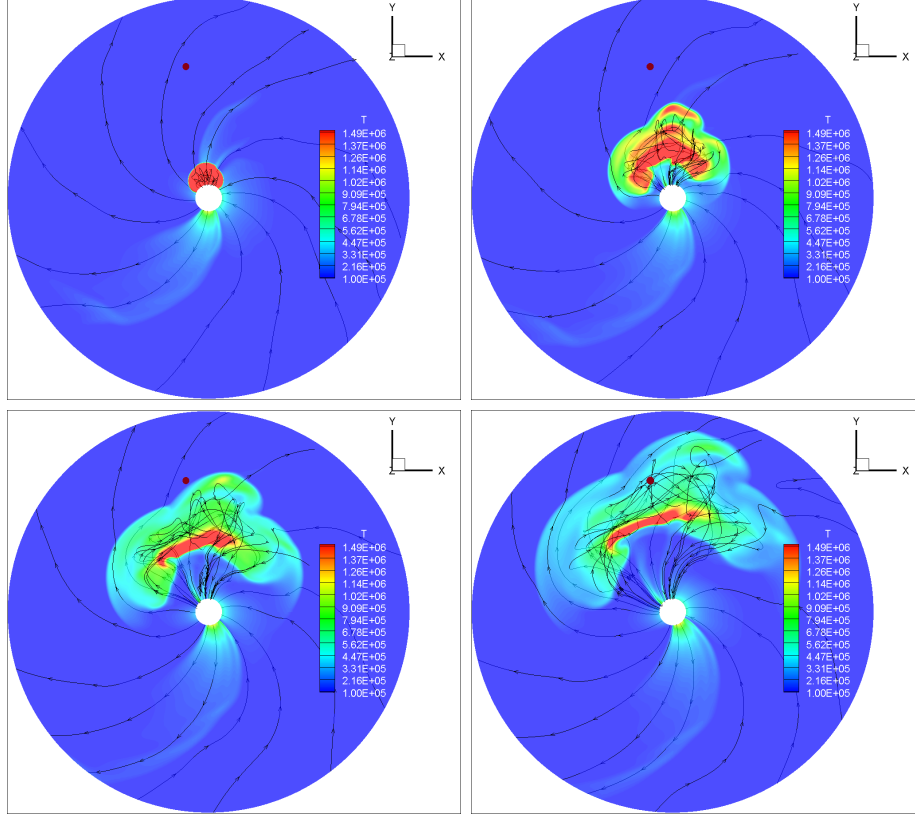 Y
Z X
T
1.49E+06
1.37E+06
1.26E+06
1.14E+06
1.02E+06
9.09E+05
7.94E+05
6.78E+05
5.62E+05
4.47E+05
3.31E+05
2.16E+05
1.00E+05
Y
Z X
T
1.49E+06
1.37E+06
1.26E+06
1.14E+06
1.02E+06
9.09E+05
7.94E+05
6.78E+05
5.62E+05
4.47E+05
3.31E+05
2.16E+05
1.00E+05
Y
Z X
T
1.49E+06
1.37E+06
1.26E+06
1.14E+06
1.02E+06
9.09E+05
7.94E+05
6.78E+05
5.62E+05
4.47E+05
3.31E+05
2.16E+05
1.00E+05
Y
Z X
T
1.49E+06
1.37E+06
1.26E+06
1.14E+06
1.02E+06
9.09E+05
7.94E+05
6.78E+05
5.62E+05
4.47E+05
3.31E+05
2.16E+05
1.00E+05